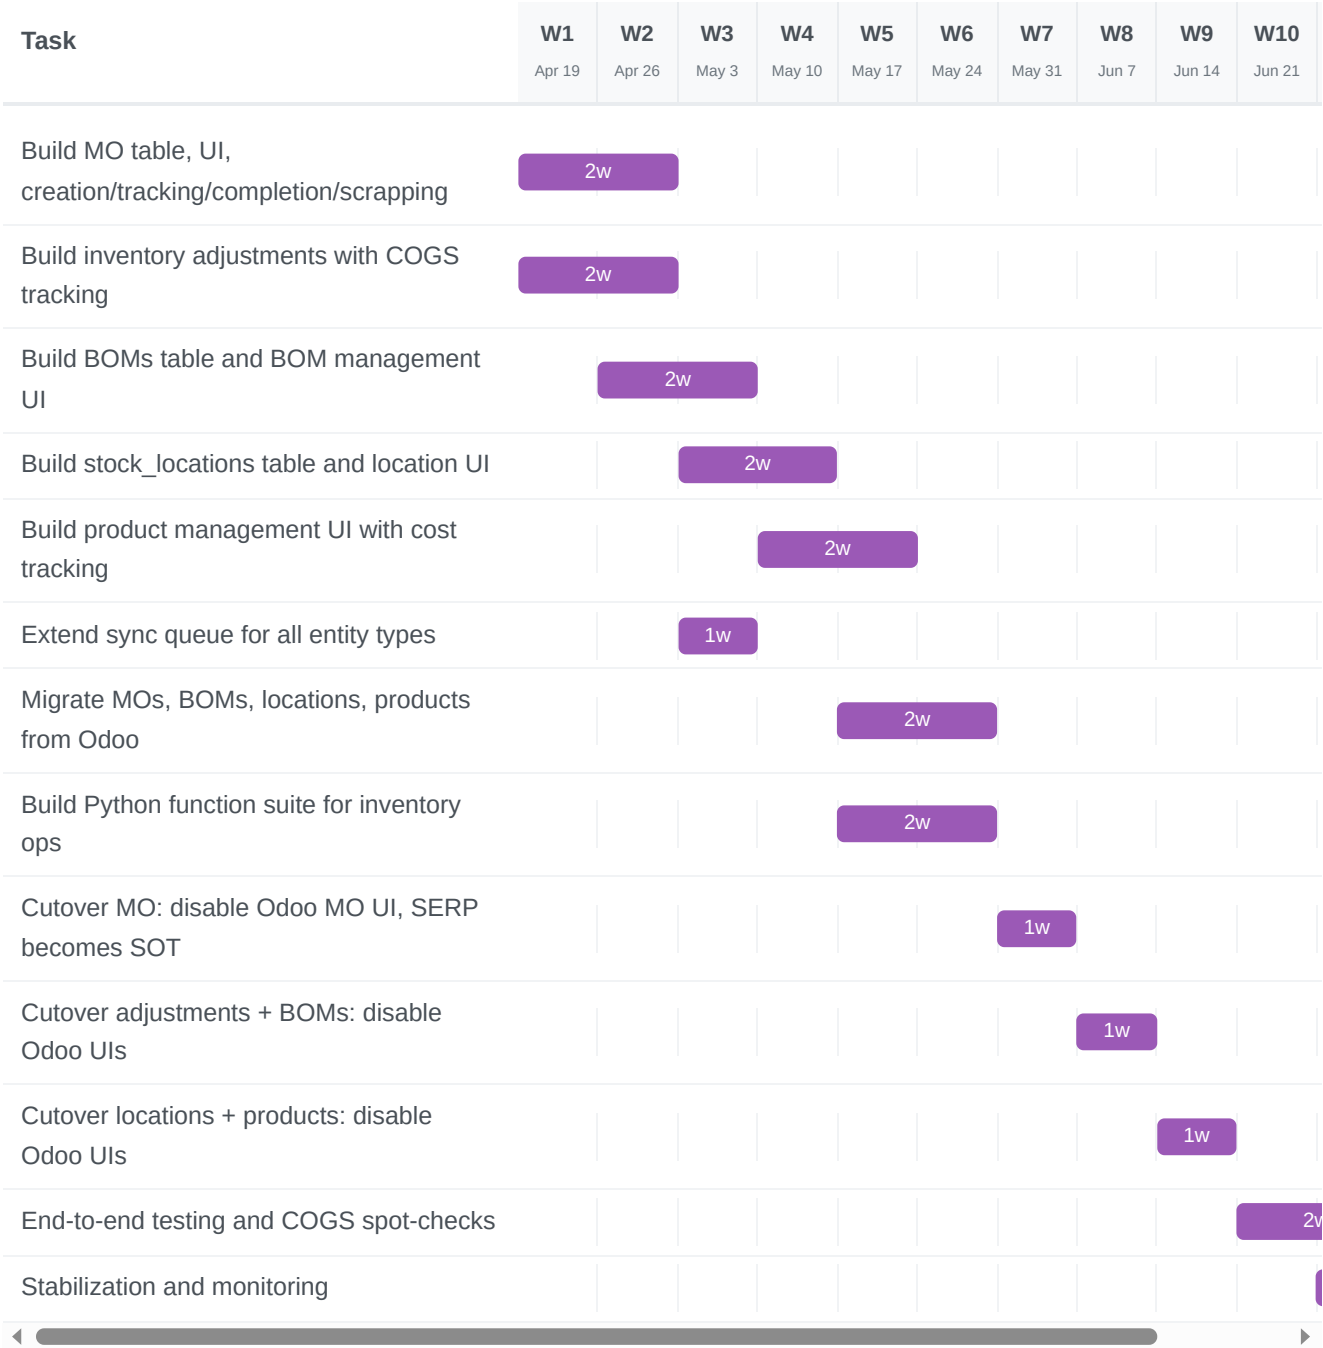 Task W1 W2 W3 W4 W5 W6 W7 W8 W9 W10
Apr 19 Apr 26 May 3 May 10 May 17 May 24 May 31 Jun 7 Jun 14 Jun 21
Build MO table, UI,
creation/tracking/completion/scrapping
2w
Build inventory adjustments with COGS
tracking
2w
Build BOMs table and BOM management
UI
2w
Build stock_locations table and location UI
2w
Build product management UI with cost
tracking
2w
Extend sync queue for all entity types
1w
Migrate MOs, BOMs, locations, products
from Odoo
2w
Build Python function suite for inventory
ops
2w
Cutover MO: disable Odoo MO UI, SERP
becomes SOT
1w
Cutover adjustments + BOMs: disable
Odoo UIs
1w
Cutover locations + products: disable
Odoo UIs
1w
End-to-end testing and COGS spot-checks
2w
Stabilization and monitoring